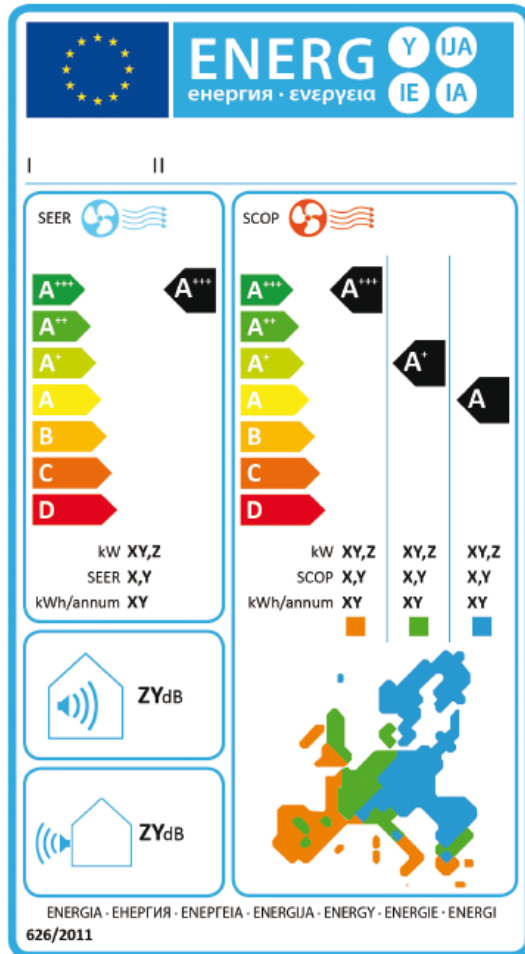 ENERG Y IJA
енергия · ενεργεια IE IA
I II
SEER
A+++ A+++
A++
A+
A
B
C
D
kW XY,Z
SEER X,Y
kWh/annum XY
SCOP
A+++ A+++
A++
A+ A+
A A
B
C
D
kW XY,Z XY,Z XY,Z
SCOP X,Y X,Y X,Y
kWh/annum XY XY XY
ZYdB
ZYdB
ENERGIA · ЕНЕРГИЯ · ΕΝΕΡΓΕΙΑ · ENERGIJA · ENERGY · ENERGIE · ENERGI
626/2011